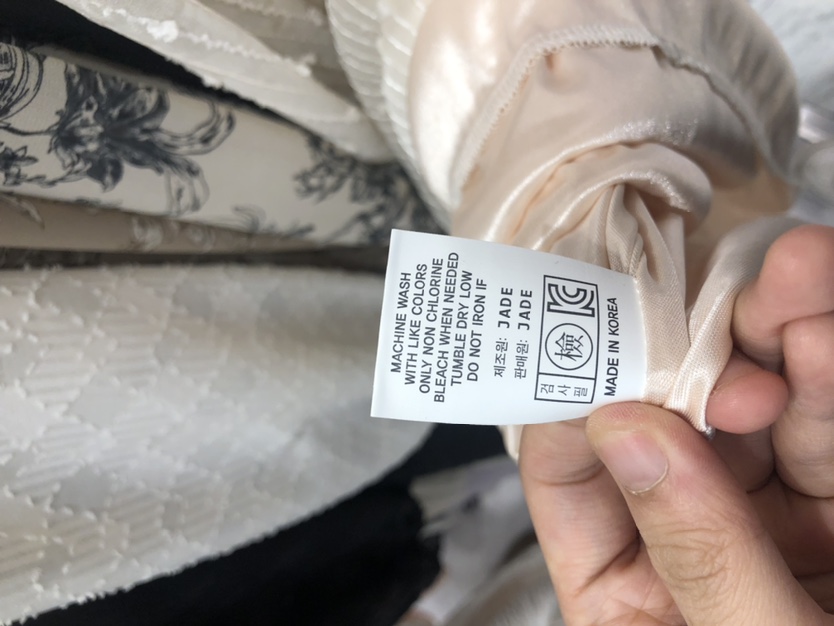 MACHINE WASH
WITH LIKE COLORS
ONLY NON CHLORINE
BLEACH WHEN NEEDED
TUMBLE DRY LOW
DO NOT IRON IF
제조원: JADE
판매원: JADE
검사필 檢 KC
MADE IN KOREA